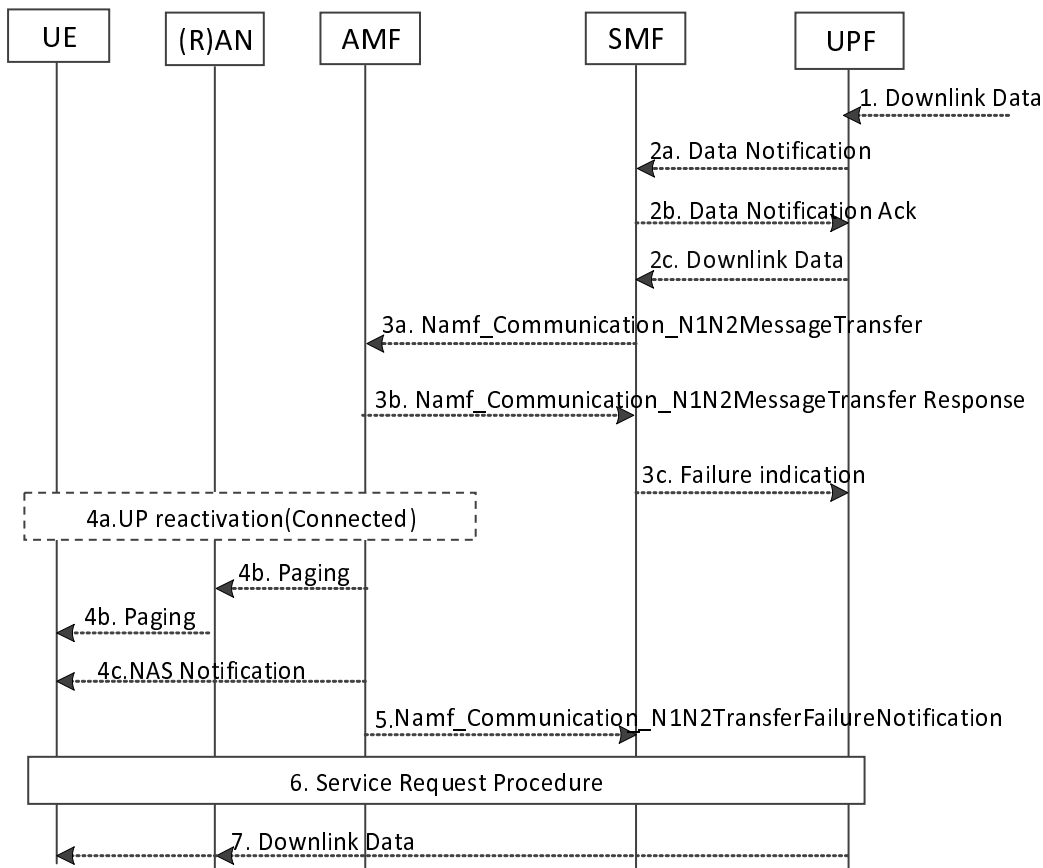 UE
(R)AN
AMF
SMF
UPF
1. Downlink Data
2a. Data Notification
2b. Data Notification Ack
2c. Downlink Data
3a. Namf_Communication_N1N2MessageTransfer
3b. Namf_Communication_N1N2MessageTransfer Response
3c. Failure indication
4a.UP reactivation(Connected)
4b. Paging
4b. Paging
4c.NAS Notification
5.Namf_Communication_N1N2TransferFailureNotification
6. Service Request Procedure
7. Downlink Data